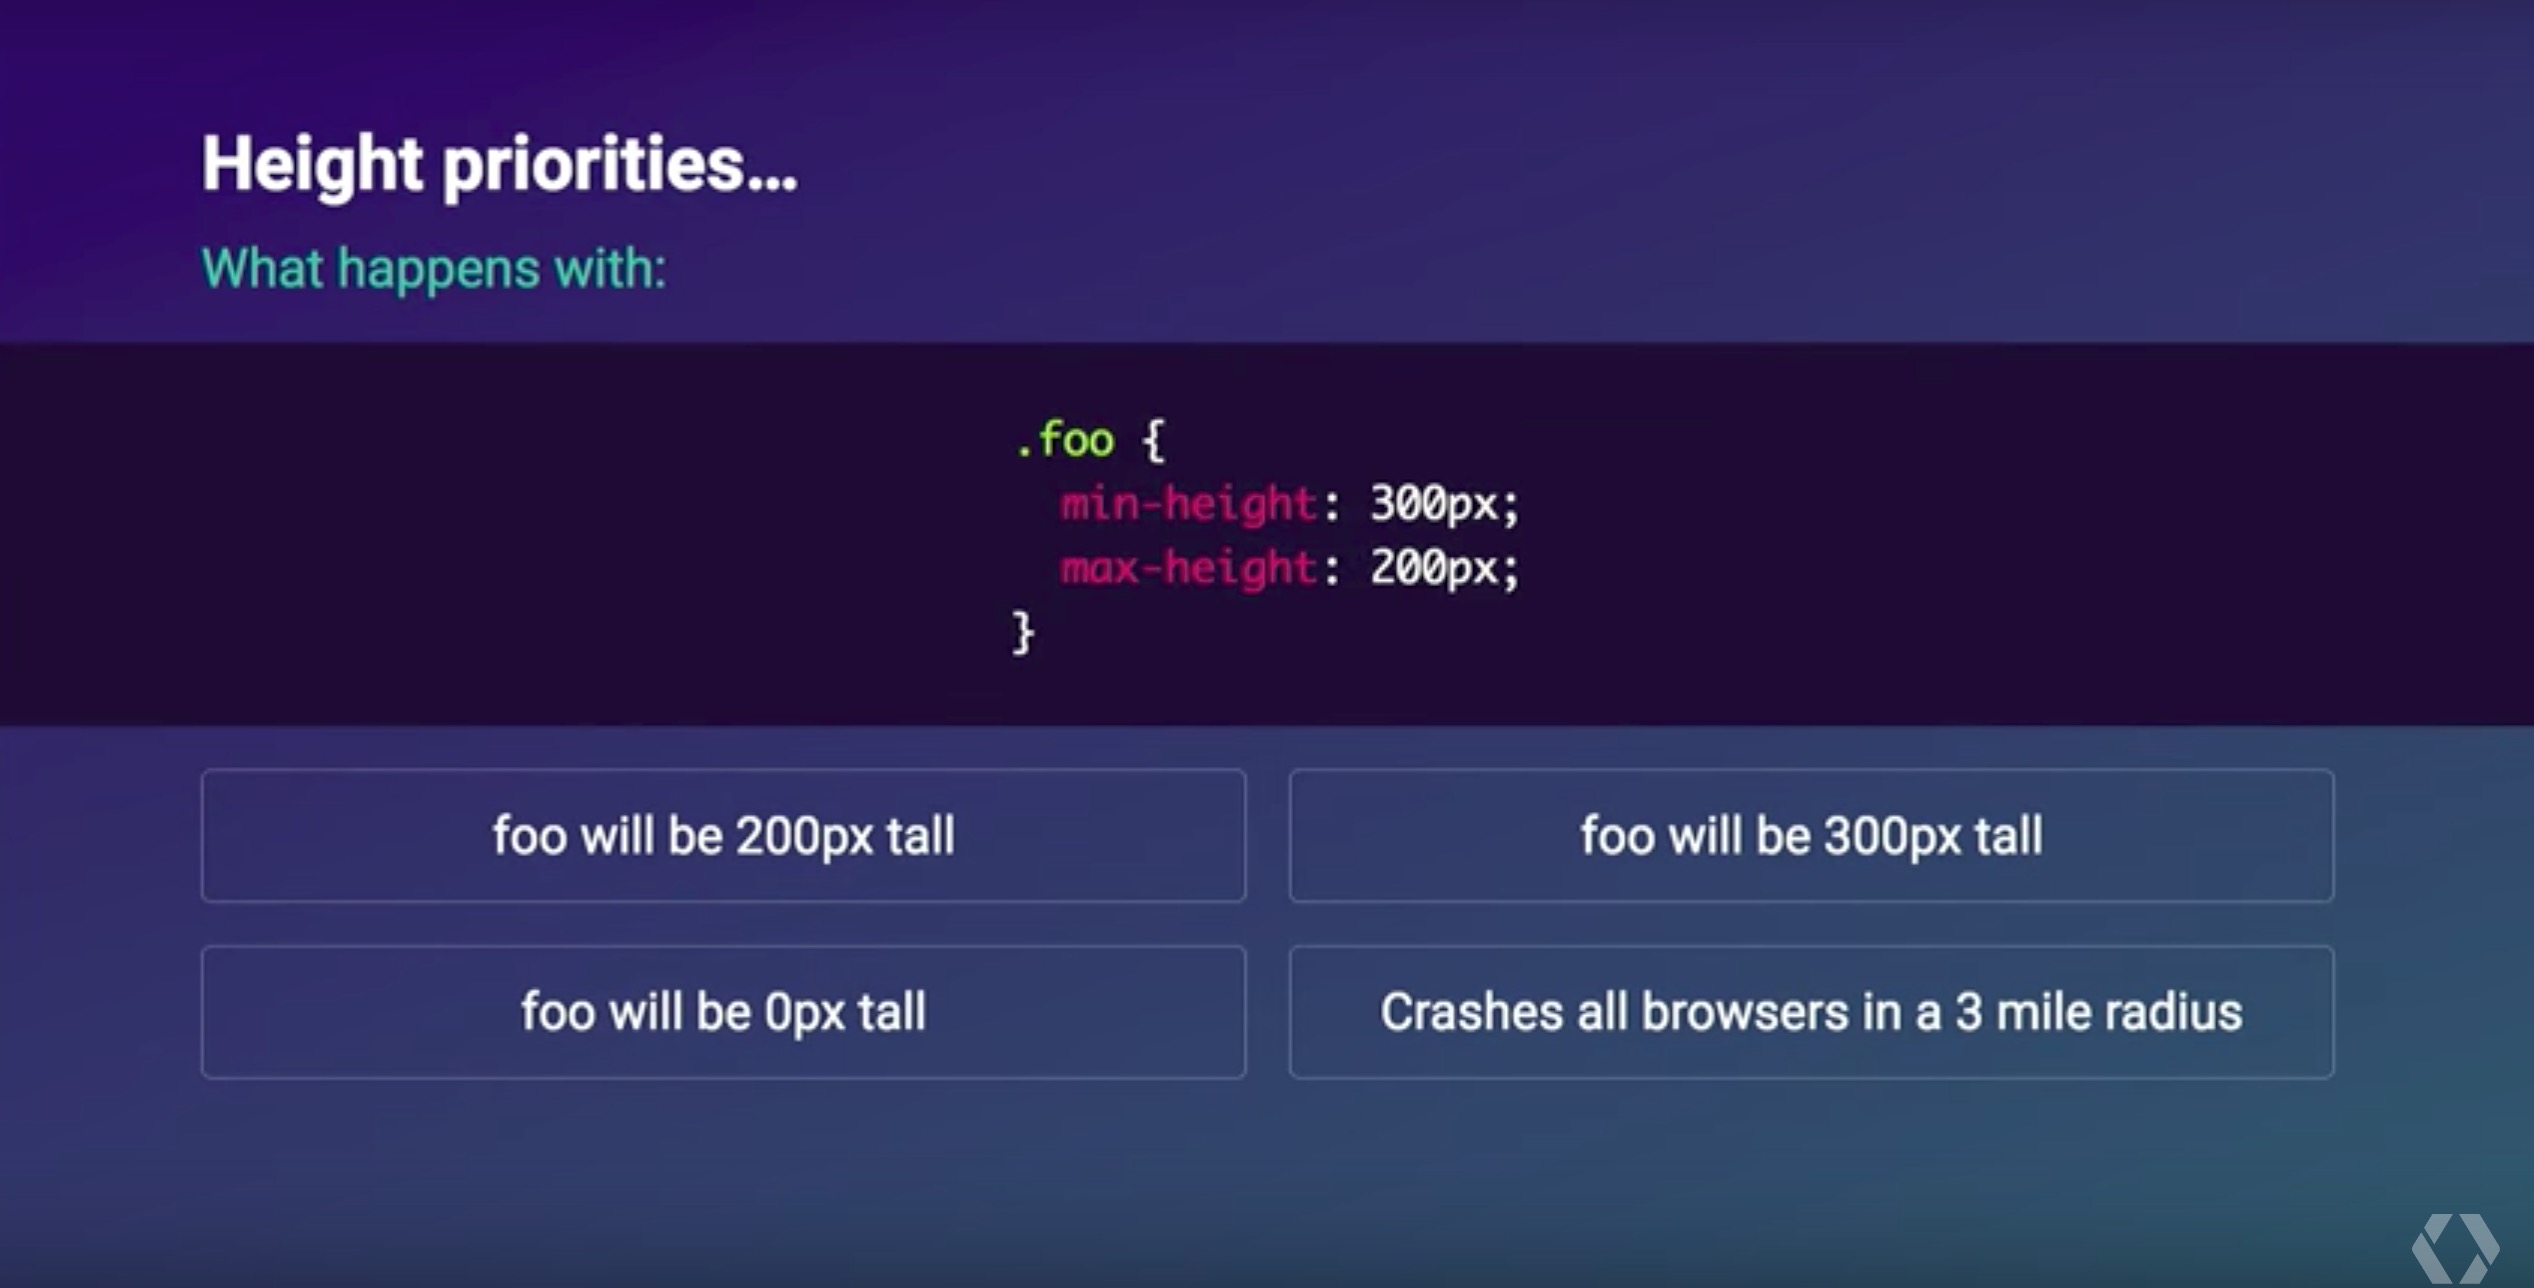 Height priorities...
What happens with:
.foo {
  min-height: 300px;
  max-height: 200px;
}
foo will be 200px tall
foo will be 300px tall
foo will be 0px tall
Crashes all browsers in a 3 mile radius